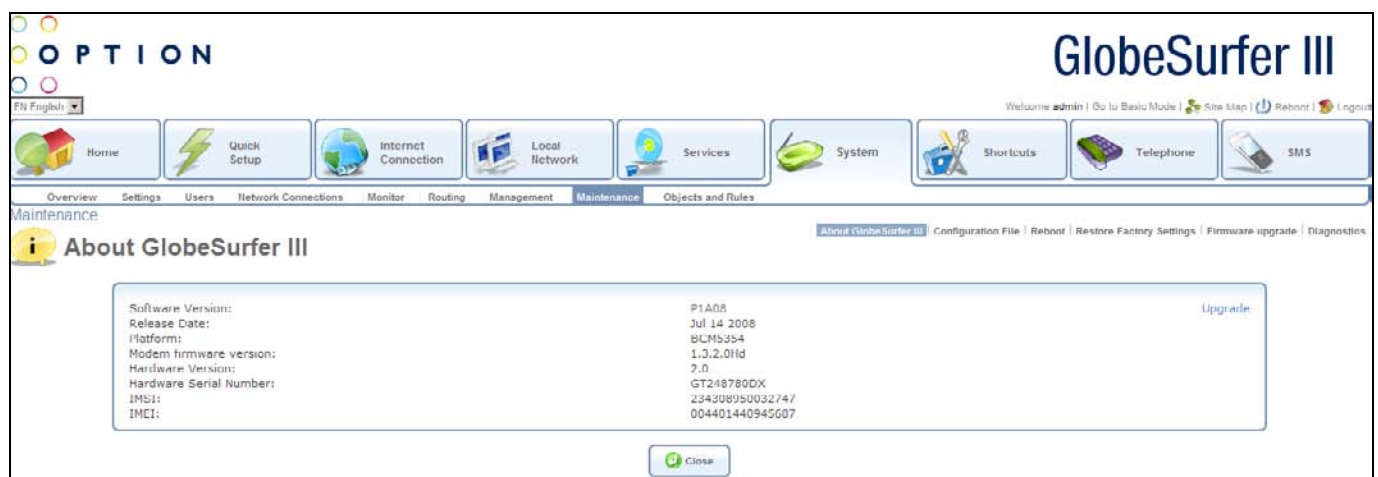 OPTION
GlobeSurfer III
EN English
Welcome admin | Go to Basic Mode | Site Map | Reboot | Logout
Home
Quick Setup
Internet Connection
Local Network
Services
System
Shortcuts
Telephone
SMS
Overview Settings Users Network Connections Monitor Routing Management Maintenance Objects and Rules
Maintenance
About GlobeSurfer III | Configuration File | Reboot | Restore Factory Settings | Firmware upgrade | Diagnostics
About GlobeSurfer III
Software Version: P1A08 Upgrade
Release Date: Jul 14 2008
Platform: BCM5354
Modem firmware version: 1.3.2.0Hd
Hardware Version: 2.0
Hardware Serial Number: GT248780DX
IMSI: 234308950032747
IMEI: 004401440945687
Close